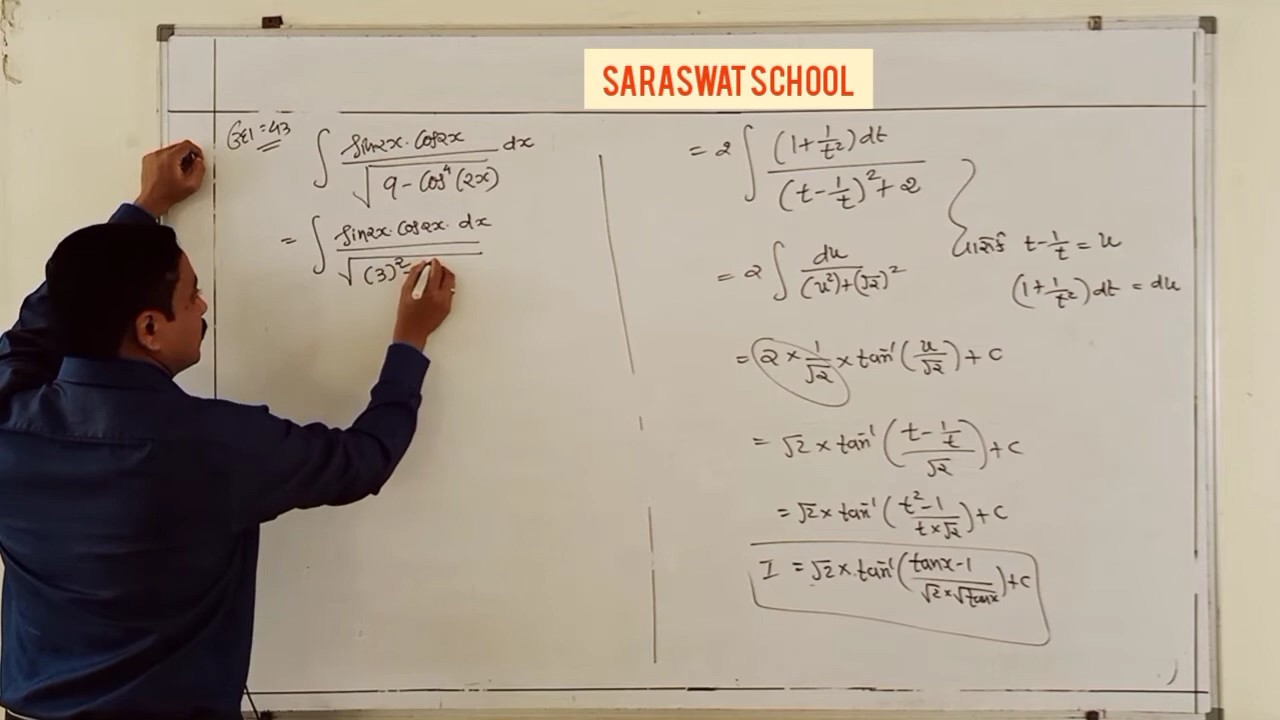 SARASWAT SCHOOL
उदा = 43 ∫ sin2x · cos2x / √(9 - cos⁴(2x)) dx
= ∫ sin2x · cos2x · dx / √((3)²
= 2 ∫ (1 + 1/t²) dt / ((t - 1/t)² + 2)
t - 1/t = u
= 2 ∫ du / ((u²) + (√2)²)
(1 + 1/t²) dt = du
= 2 × 1/√2 × tan⁻¹(u/√2) + c
= √2 × tan⁻¹((t - 1/t)/√2) + c
= √2 × tan⁻¹((t² - 1)/(t × √2)) + c
I = √2 × tan⁻¹((tanx - 1)/(√2 × √tanx)) + c